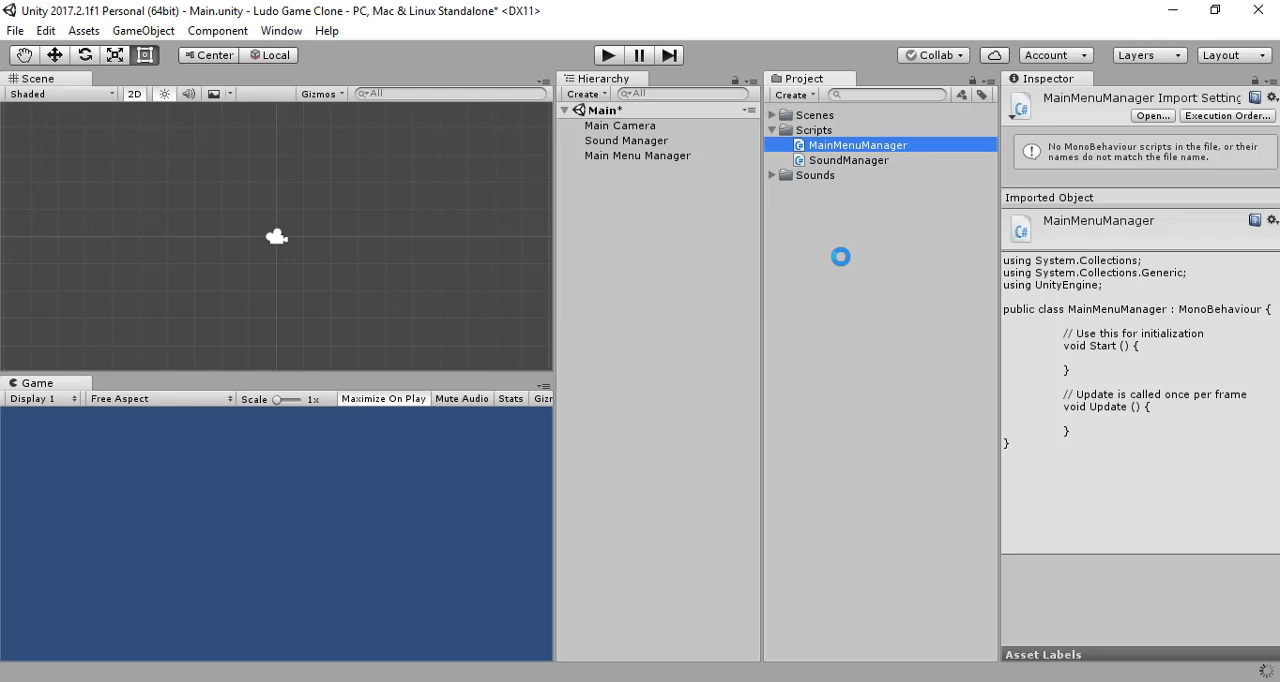 Unity 2017.2.1f1 Personal (64bit) - Main.unity - Ludo Game Clone - PC, Mac & Linux Standalone* <DX11>
File Edit Assets GameObject Component Window Help
Center Local Collab Account Layers Layout
Scene
Shaded 2D Gizmos All
Game
Display 1 Free Aspect Scale 1x Maximize On Play Mute Audio Stats Giz
Hierarchy
Create All
Main*
Main Camera
Sound Manager
Main Menu Manager
Project
Create
Scenes
Scripts
MainMenuManager
SoundManager
Sounds
Inspector
MainMenuManager Import Setting
Open... Execution Order...
No MonoBehaviour scripts in the file, or their
names do not match the file name.
Imported Object
MainMenuManager
using System.Collections;
using System.Collections.Generic;
using UnityEngine;
public class MainMenuManager : MonoBehaviour {
// Use this for initialization
void Start () {
}
// Update is called once per frame
void Update () {
}
}
Asset Labels